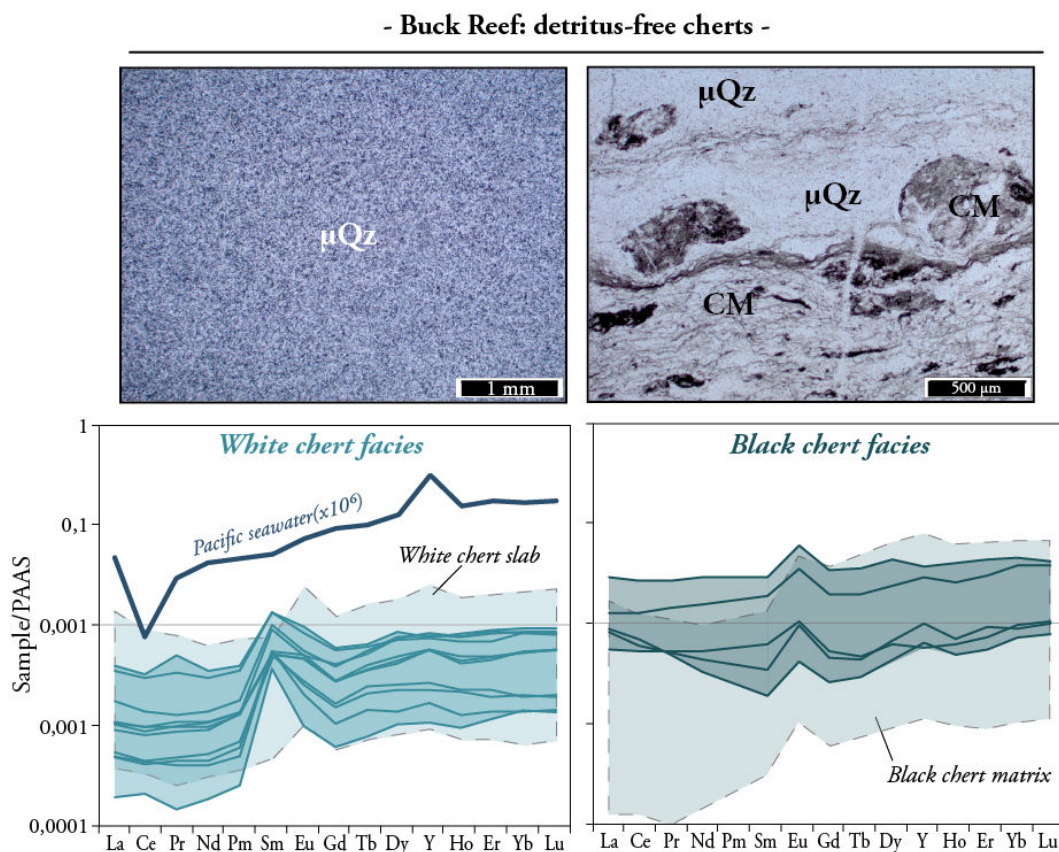 - Buck Reef: detritus-free cherts -
μQz
1 mm
μQz
μQz
CM
CM
500 μm
White chert facies
Pacific seawater(x10⁶)
White chert slab
Sample/PAAS
1
0,1
0,001
0,001
0,0001
La Ce Pr Nd Pm Sm Eu Gd Tb Dy Y Ho Er Yb Lu
Black chert facies
Black chert matrix
La Ce Pr Nd Pm Sm Eu Gd Tb Dy Y Ho Er Yb Lu